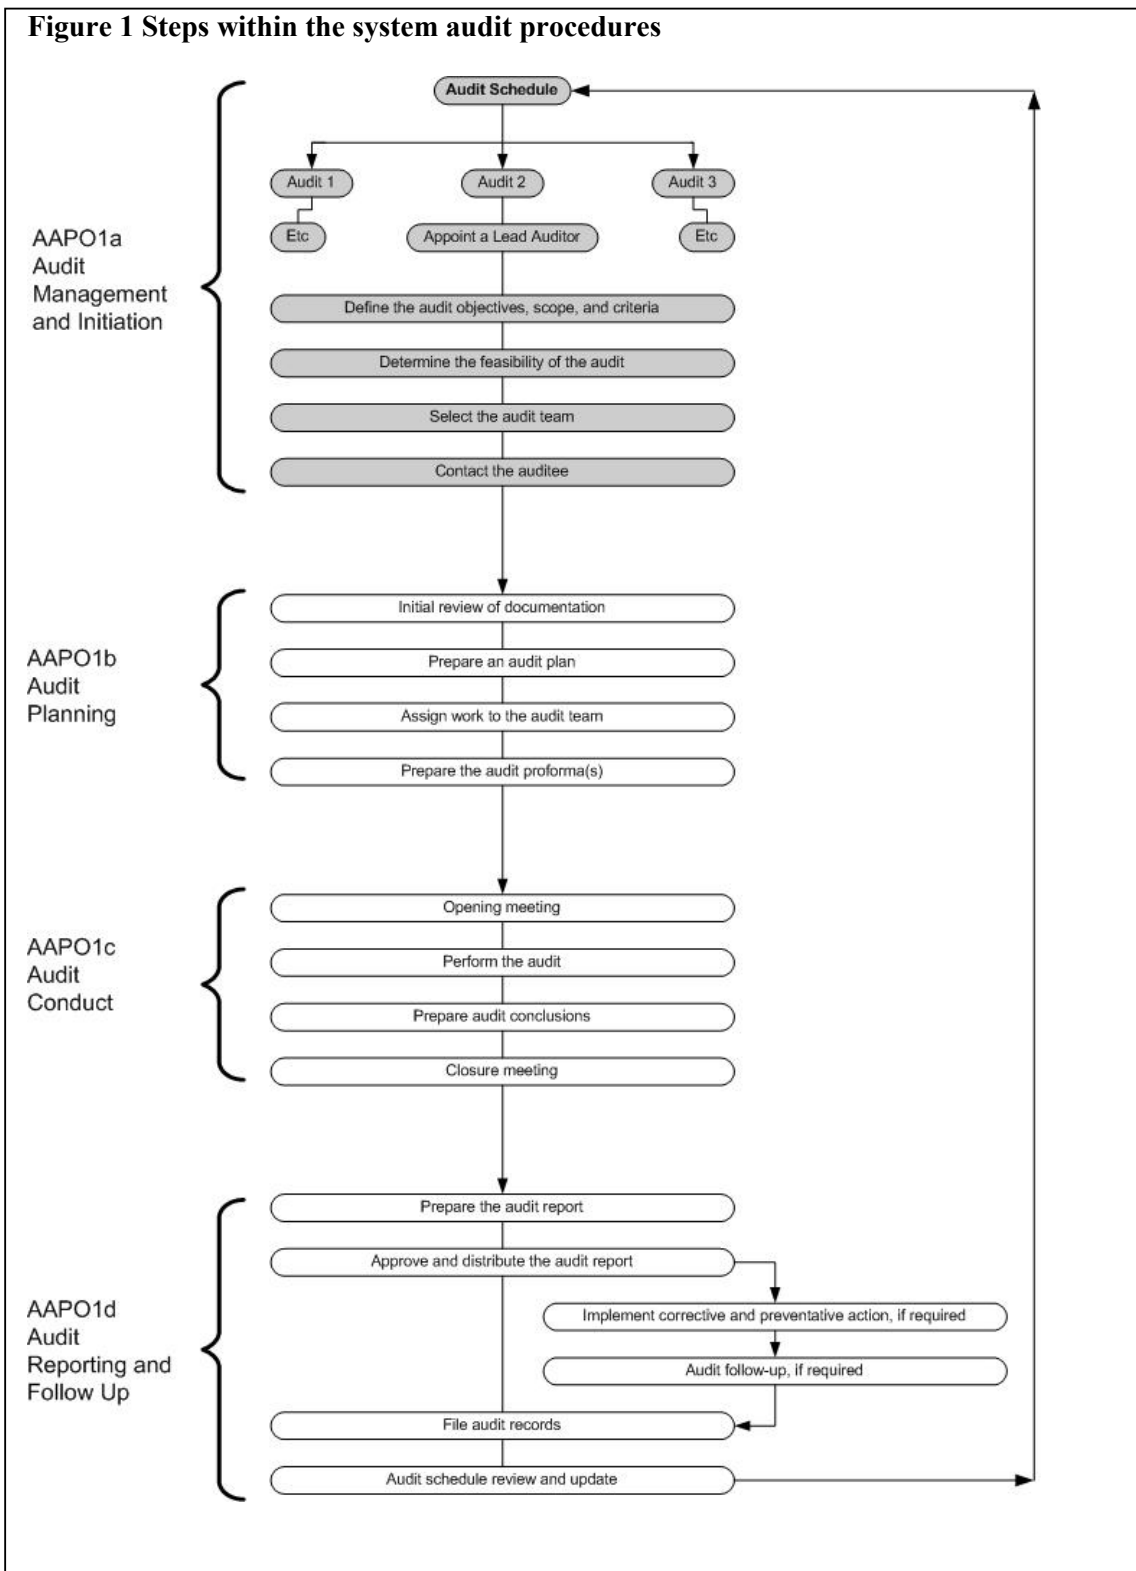 Figure 1 Steps within the system audit procedures
Audit Schedule
Audit 1
Audit 2
Audit 3
Etc
Appoint a Lead Auditor
Etc
AAPO1a
Audit
Management
and Initiation
Define the audit objectives, scope, and criteria
Determine the feasibility of the audit
Select the audit team
Contact the auditee
AAPO1b
Audit
Planning
Initial review of documentation
Prepare an audit plan
Assign work to the audit team
Prepare the audit proforma(s)
AAPO1c
Audit
Conduct
Opening meeting
Perform the audit
Prepare audit conclusions
Closure meeting
AAPO1d
Audit
Reporting and
Follow Up
Prepare the audit report
Approve and distribute the audit report
Implement corrective and preventative action, if required
Audit follow-up, if required
File audit records
Audit schedule review and update